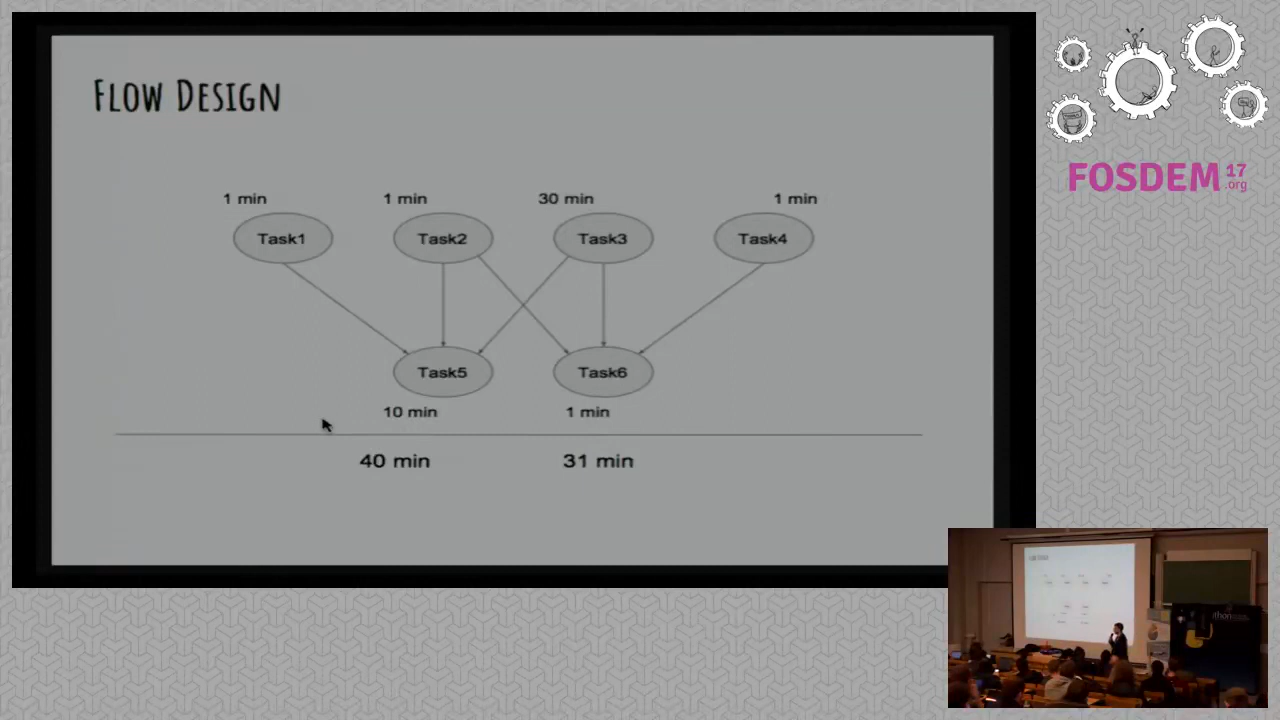 FLOW DESIGN
1 min 1 min 30 min 1 min
Task1 Task2 Task3 Task4
Task5 Task6
10 min 1 min
40 min 31 min
FOSDEM 17 .org
thon